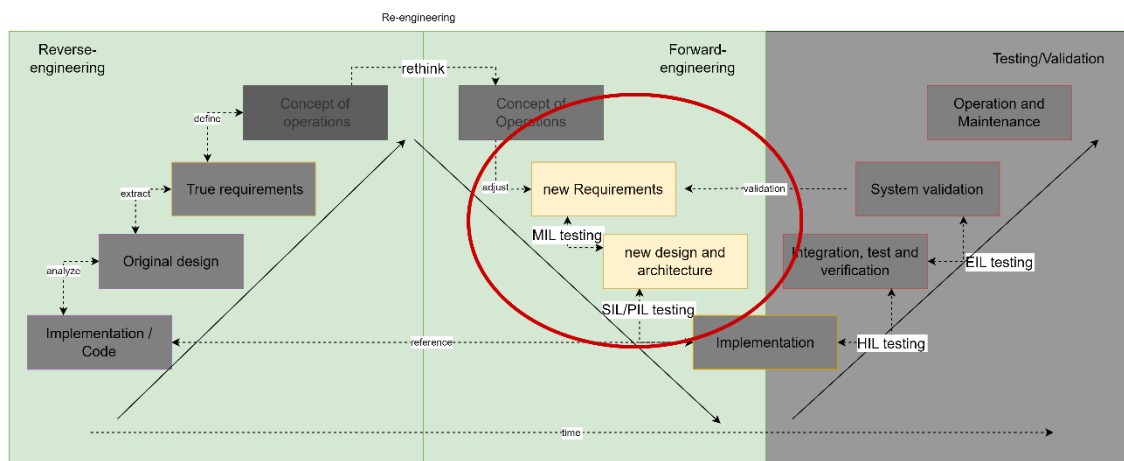 Re-engineering
Reverse-
engineering
Forward-
engineering
Testing/Validation
rethink
Concept of
operations
Concept of
Operations
Operation and
Maintenance
define
True requirements
extract
adjust
new Requirements
validation
System validation
MIL testing
Original design
analyze
new design and
architecture
Integration, test and
verification
EIL testing
SIL/PIL testing
Implementation /
Code
reference
Implementation
HIL testing
time